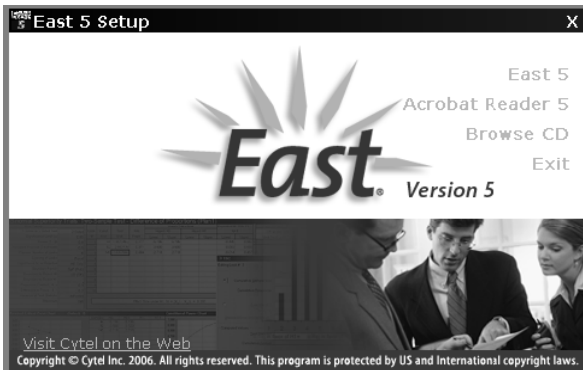 East 5 Setup X
East 5
Acrobat Reader 5
Browse CD
Exit
East® Version 5
Visit Cytel on the Web
Copyright © Cytel Inc. 2006. All rights reserved. This program is protected by US and International copyright laws.